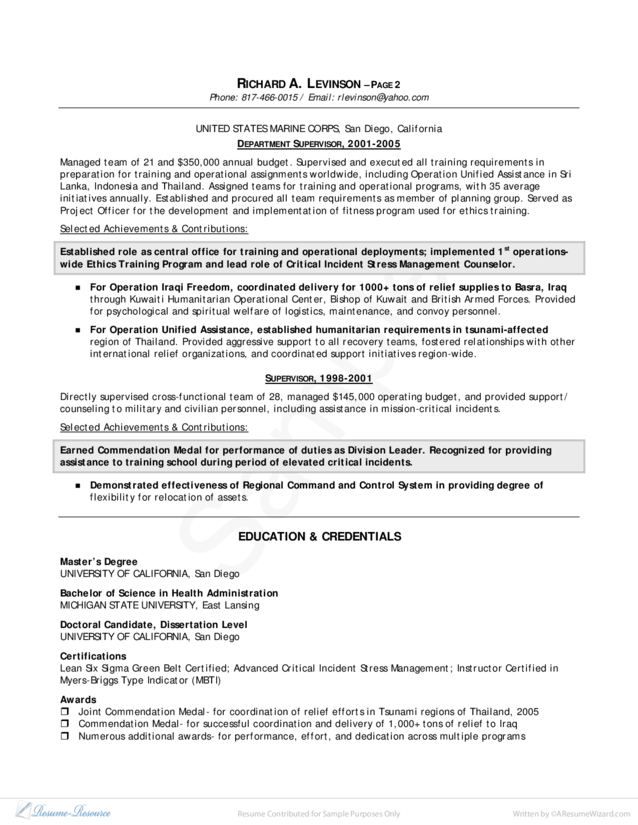 RICHARD A. LEVINSON – PAGE 2
Phone: 817-466-0015 / Email: rlevinson@yahoo.com
UNITED STATES MARINE CORPS, San Diego, California
DEPARTMENT SUPERVISOR, 2001-2005
Managed team of 21 and $350,000 annual budget. Supervised and executed all training requirements in
preparation for training and operational assignments worldwide, including Operation Unified Assistance in Sri
Lanka, Indonesia and Thailand. Assigned teams for training and operational programs, with 35 average
initiatives annually. Established and procured all team requirements as member of planning group. Served as
Project Officer for the development and implementation of fitness program used for ethics training.
Selected Achievements & Contributions:
Established role as central office for training and operational deployments; implemented 1st operations-
wide Ethics Training Program and lead role of Critical Incident Stress Management Counselor.
■ For Operation Iraqi Freedom, coordinated delivery for 1000+ tons of relief supplies to Basra, Iraq
through Kuwaiti Humanitarian Operational Center, Bishop of Kuwait and British Armed Forces. Provided
for psychological and spiritual welfare of logistics, maintenance, and convoy personnel.
■ For Operation Unified Assistance, established humanitarian requirements in tsunami-affected
region of Thailand. Provided aggressive support to all recovery teams, fostered relationships with other
international relief organizations, and coordinated support initiatives region-wide.
SUPERVISOR, 1998-2001
Directly supervised cross-functional team of 28, managed $145,000 operating budget, and provided support/
counseling to military and civilian personnel, including assistance in mission-critical incidents.
Selected Achievements & Contributions:
Earned Commendation Medal for performance of duties as Division Leader. Recognized for providing
assistance to training school during period of elevated critical incidents.
■ Demonstrated effectiveness of Regional Command and Control System in providing degree of
flexibility for relocation of assets.
EDUCATION & CREDENTIALS
Master's Degree
UNIVERSITY OF CALIFORNIA, San Diego
Bachelor of Science in Health Administration
MICHIGAN STATE UNIVERSITY, East Lansing
Doctoral Candidate, Dissertation Level
UNIVERSITY OF CALIFORNIA, San Diego
Certifications
Lean Six Sigma Green Belt Certified; Advanced Critical Incident Stress Management; Instructor Certified in
Myers-Briggs Type Indicator (MBTI)
Awards
❒ Joint Commendation Medal- for coordination of relief efforts in Tsunami regions of Thailand, 2005
❒ Commendation Medal- for successful coordination and delivery of 1,000+ tons of relief to Iraq
❒ Numerous additional awards- for performance, effort, and dedication across multiple programs
Sample
Resume-Resource
Resume Contributed for Sample Purposes Only
Written by ©AResumeWizard.com